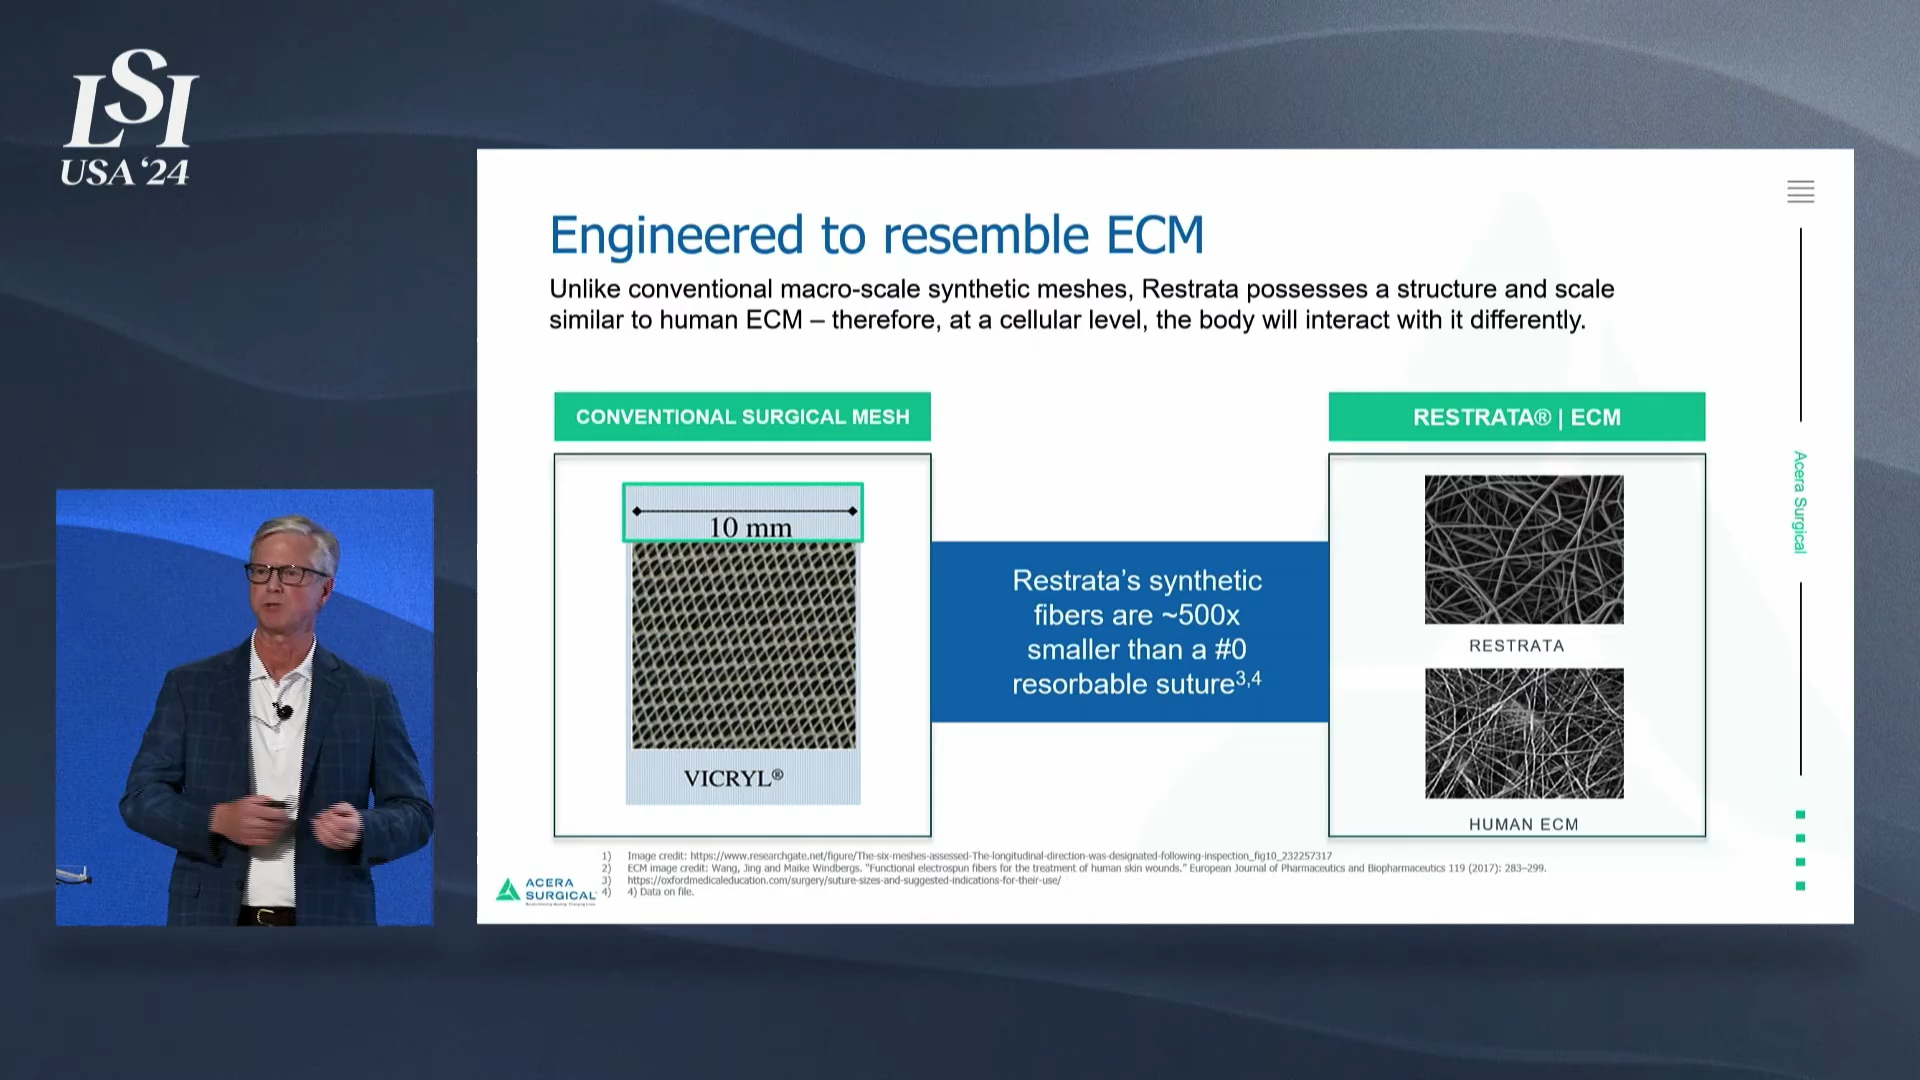 LSI
USA ‘24
Engineered to resemble ECM
Unlike conventional macro-scale synthetic meshes, Restrata possesses a structure and scale
similar to human ECM – therefore, at a cellular level, the body will interact with it differently.
CONVENTIONAL SURGICAL MESH
10 mm
VICRYL®
Restrata’s synthetic
fibers are ~500x
smaller than a #0
resorbable suture3,4
RESTRATA® | ECM
RESTRATA
HUMAN ECM
Acera Surgical
1) Image credit: https://www.researchgate.net/figure/The-six-meshes-assessed-The-longitudinal-direction-was-designated-following-inspection_fig10_232257317
2) ECM image credit: Wang, Jing and Maike Windbergs. “Functional electrospun fibers for the treatment of human skin wounds.” European Journal of Pharmaceutics and Biopharmaceutics 119 (2017): 283–299.
3) https://oxfordmedicaleducation.com/surgery/suture-sizes-and-suggested-indications-for-their-use/
4) 4) Data on file.
ACERA
SURGICAL